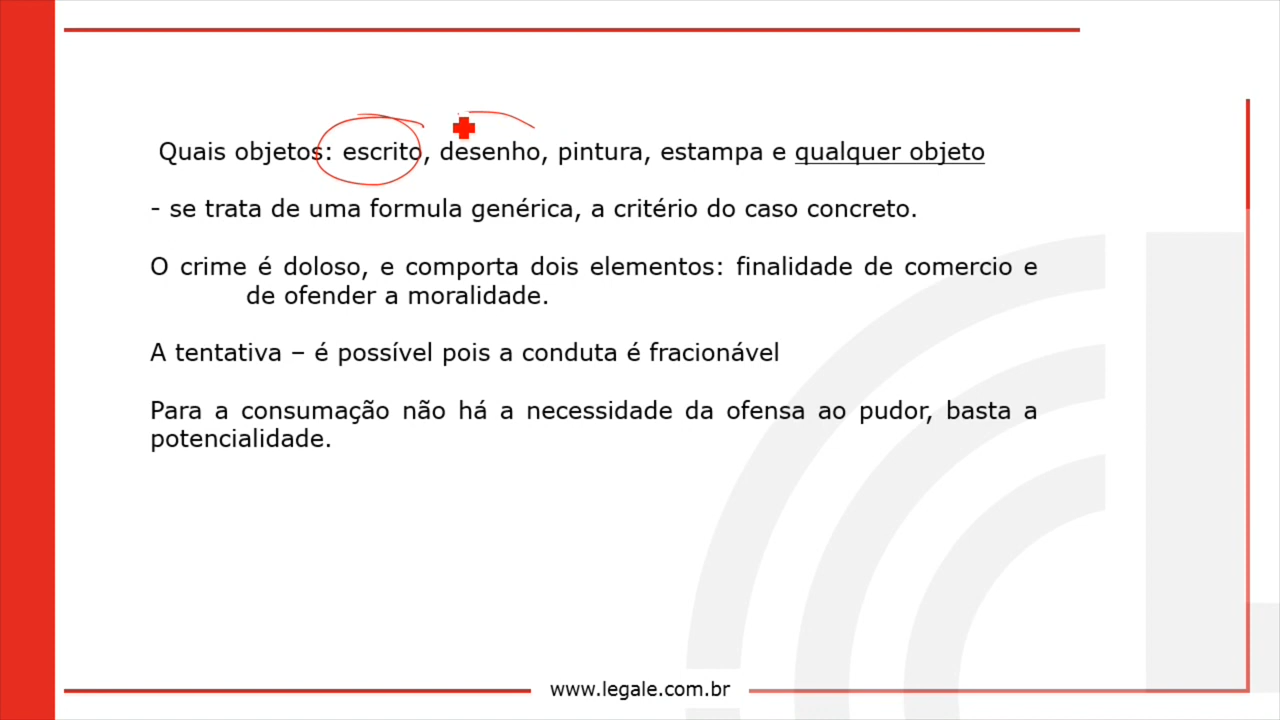 Quais objetos: escrito, desenho, pintura, estampa e qualquer objeto
- se trata de uma formula genérica, a critério do caso concreto.
O crime é doloso, e comporta dois elementos: finalidade de comercio e
de ofender a moralidade.
A tentativa – é possível pois a conduta é fracionável
Para a consumação não há a necessidade da ofensa ao pudor, basta a
potencialidade.
www.legale.com.br